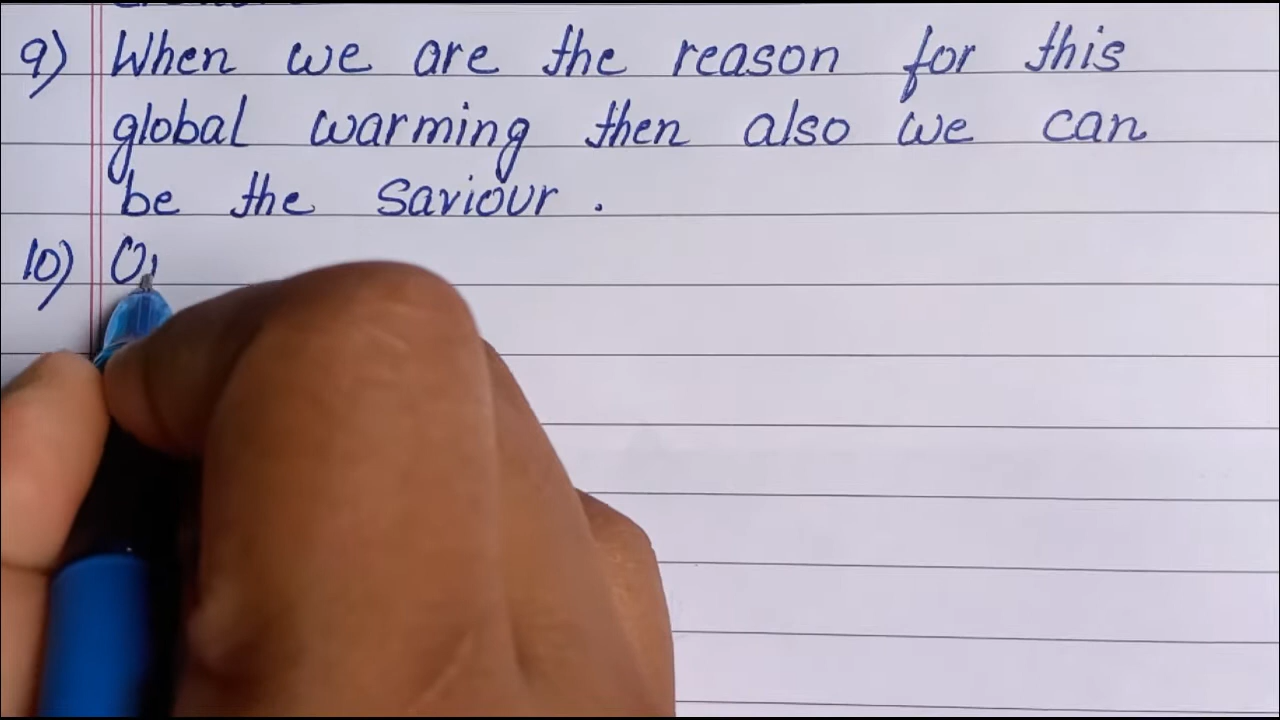 9) When we are the reason for this
global warming then also we can
be the saviour .
10)